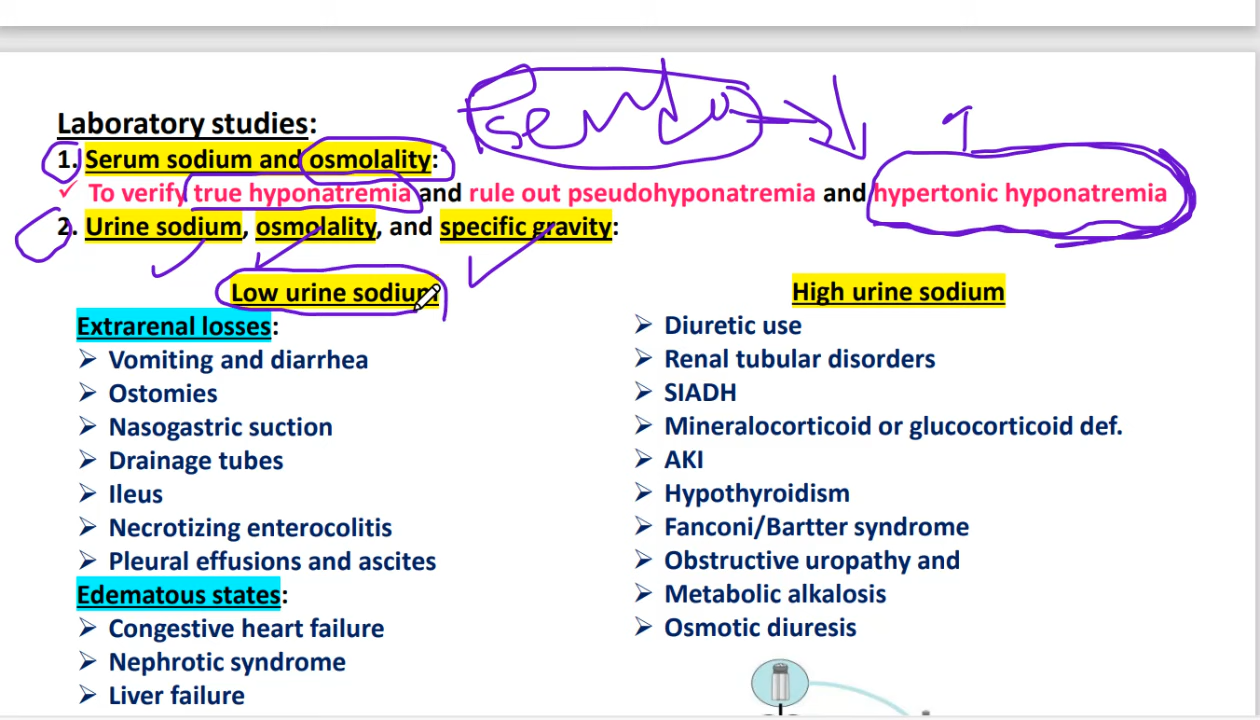 Laboratory studies:
1. Serum sodium and osmolality:
✓ To verify true hyponatremia and rule out pseudohyponatremia and hypertonic hyponatremia
2. Urine sodium, osmolality, and specific gravity:
Low urine sodium
Extrarenal losses:
➢ Vomiting and diarrhea
➢ Ostomies
➢ Nasogastric suction
➢ Drainage tubes
➢ Ileus
➢ Necrotizing enterocolitis
➢ Pleural effusions and ascites
Edematous states:
➢ Congestive heart failure
➢ Nephrotic syndrome
➢ Liver failure
High urine sodium
➢ Diuretic use
➢ Renal tubular disorders
➢ SIADH
➢ Mineralocorticoid or glucocorticoid def.
➢ AKI
➢ Hypothyroidism
➢ Fanconi/Bartter syndrome
➢ Obstructive uropathy and
➢ Metabolic alkalosis
➢ Osmotic diuresis